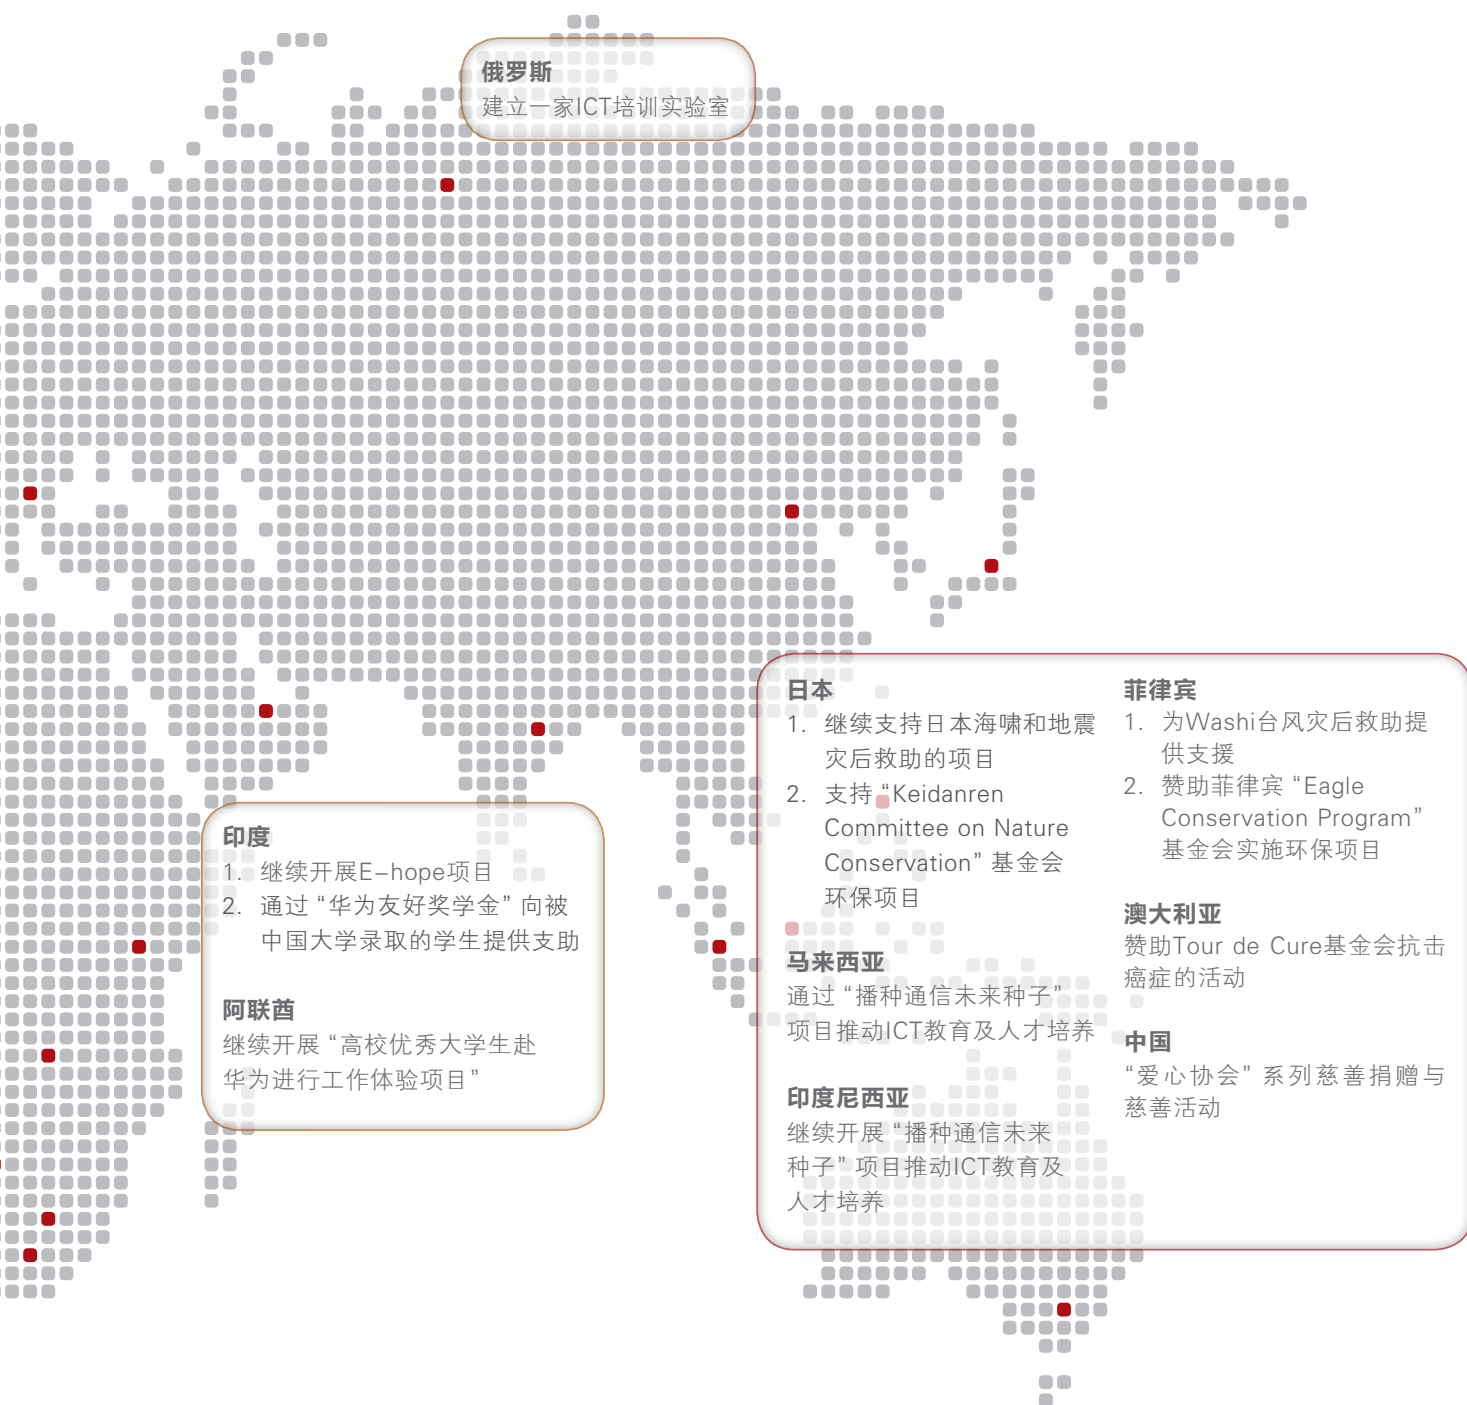 俄罗斯
建立一家ICT培训实验室
印度
1. 继续开展E-hope项目
2. 通过“华为友好奖学金”向被
中国大学录取的学生提供支助
阿联酋
继续开展“高校优秀大学生赴
华为进行工作体验项目”
日本
1. 继续支持日本海啸和地震
灾后救助的项目
2. 支持“Keidanren
Committee on Nature
Conservation”基金会
环保项目
马来西亚
通过“播种通信未来种子”
项目推动ICT教育及人才培养
印度尼西亚
继续开展“播种通信未来
种子”项目推动ICT教育及
人才培养
菲律宾
1. 为Washi台风灾后救助提
供支援
2. 赞助菲律宾“Eagle
Conservation Program”
基金会实施环保项目
澳大利亚
赞助Tour de Cure基金会抗击
癌症的活动
中国
“爱心协会”系列慈善捐赠与
慈善活动